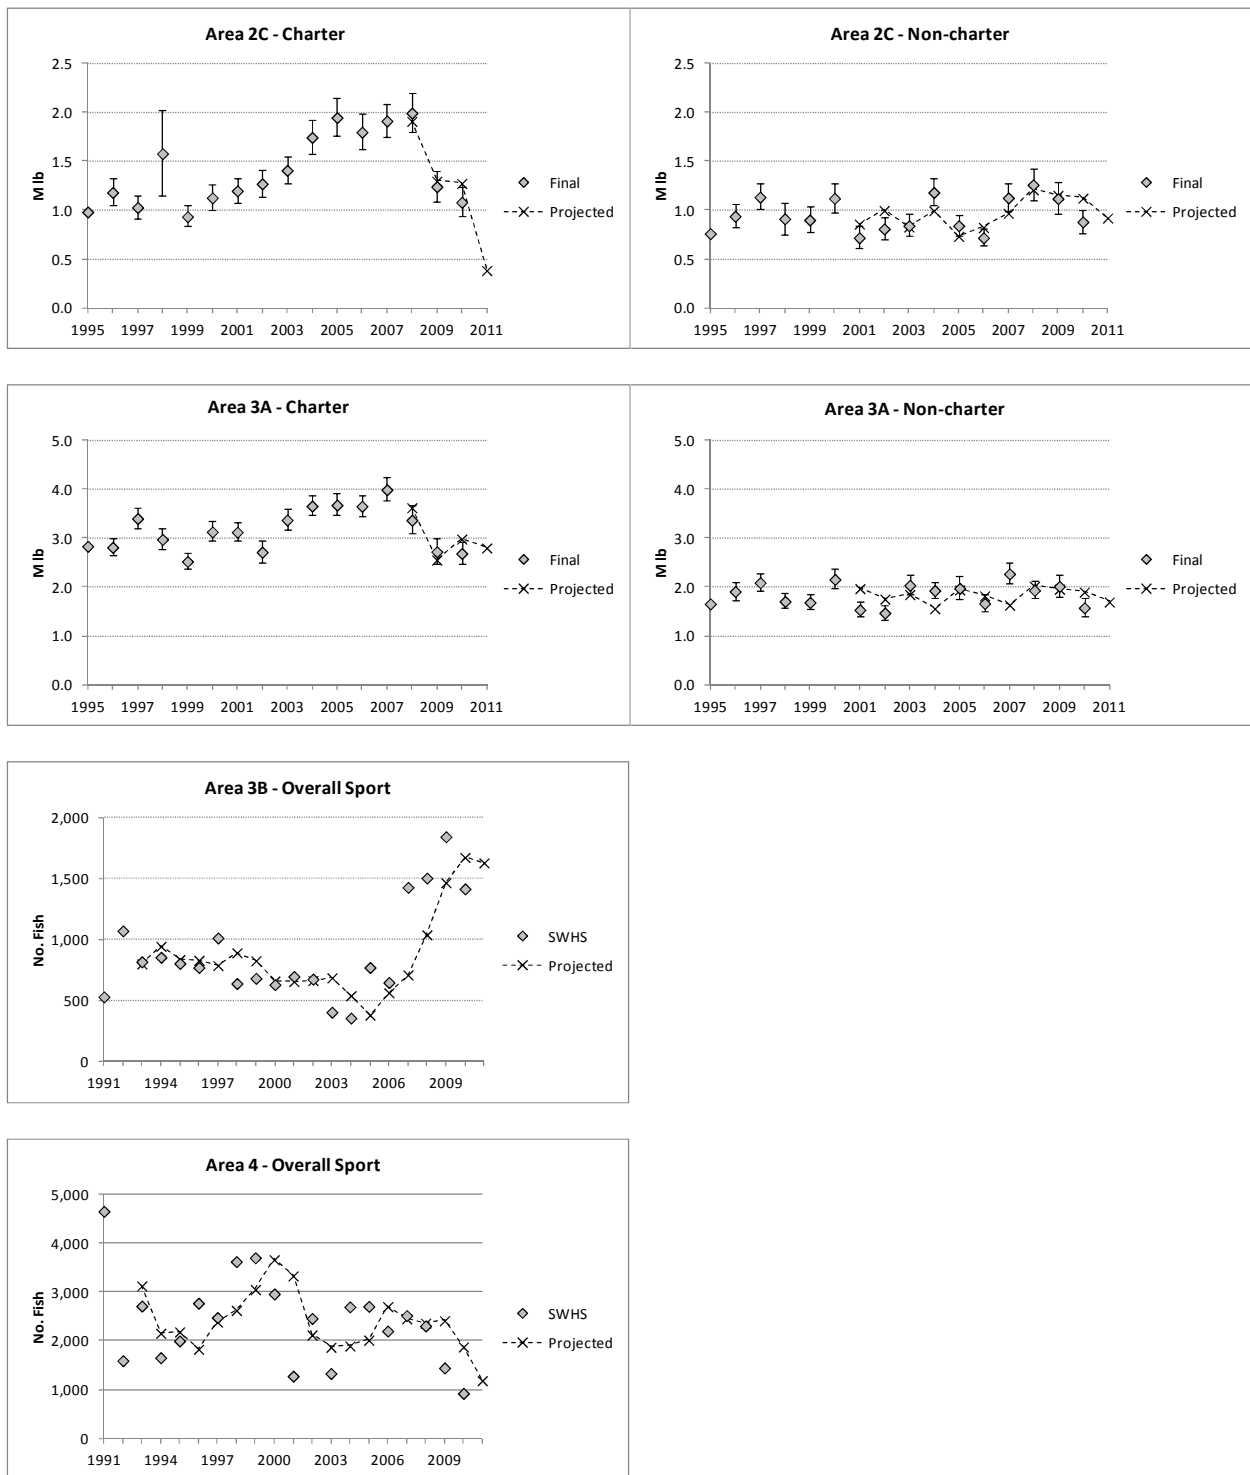 Area 2C - Charter
2.5
2.0
1.5
1.0
0.5
0.0
M lb
1995 1997 1999 2001 2003 2005 2007 2009 2011
Final
Projected
Area 2C - Non-charter
2.5
2.0
1.5
1.0
0.5
0.0
M lb
1995 1997 1999 2001 2003 2005 2007 2009 2011
Final
Projected
Area 3A - Charter
5.0
4.0
3.0
2.0
1.0
0.0
M lb
1995 1997 1999 2001 2003 2005 2007 2009 2011
Final
Projected
Area 3A - Non-charter
5.0
4.0
3.0
2.0
1.0
0.0
M lb
1995 1997 1999 2001 2003 2005 2007 2009 2011
Final
Projected
Area 3B - Overall Sport
2,000
1,500
1,000
500
0
No. Fish
1991 1994 1997 2000 2003 2006 2009
SWHS
Projected
Area 4 - Overall Sport
5,000
4,000
3,000
2,000
1,000
0
No. Fish
1991 1994 1997 2000 2003 2006 2009
SWHS
Projected